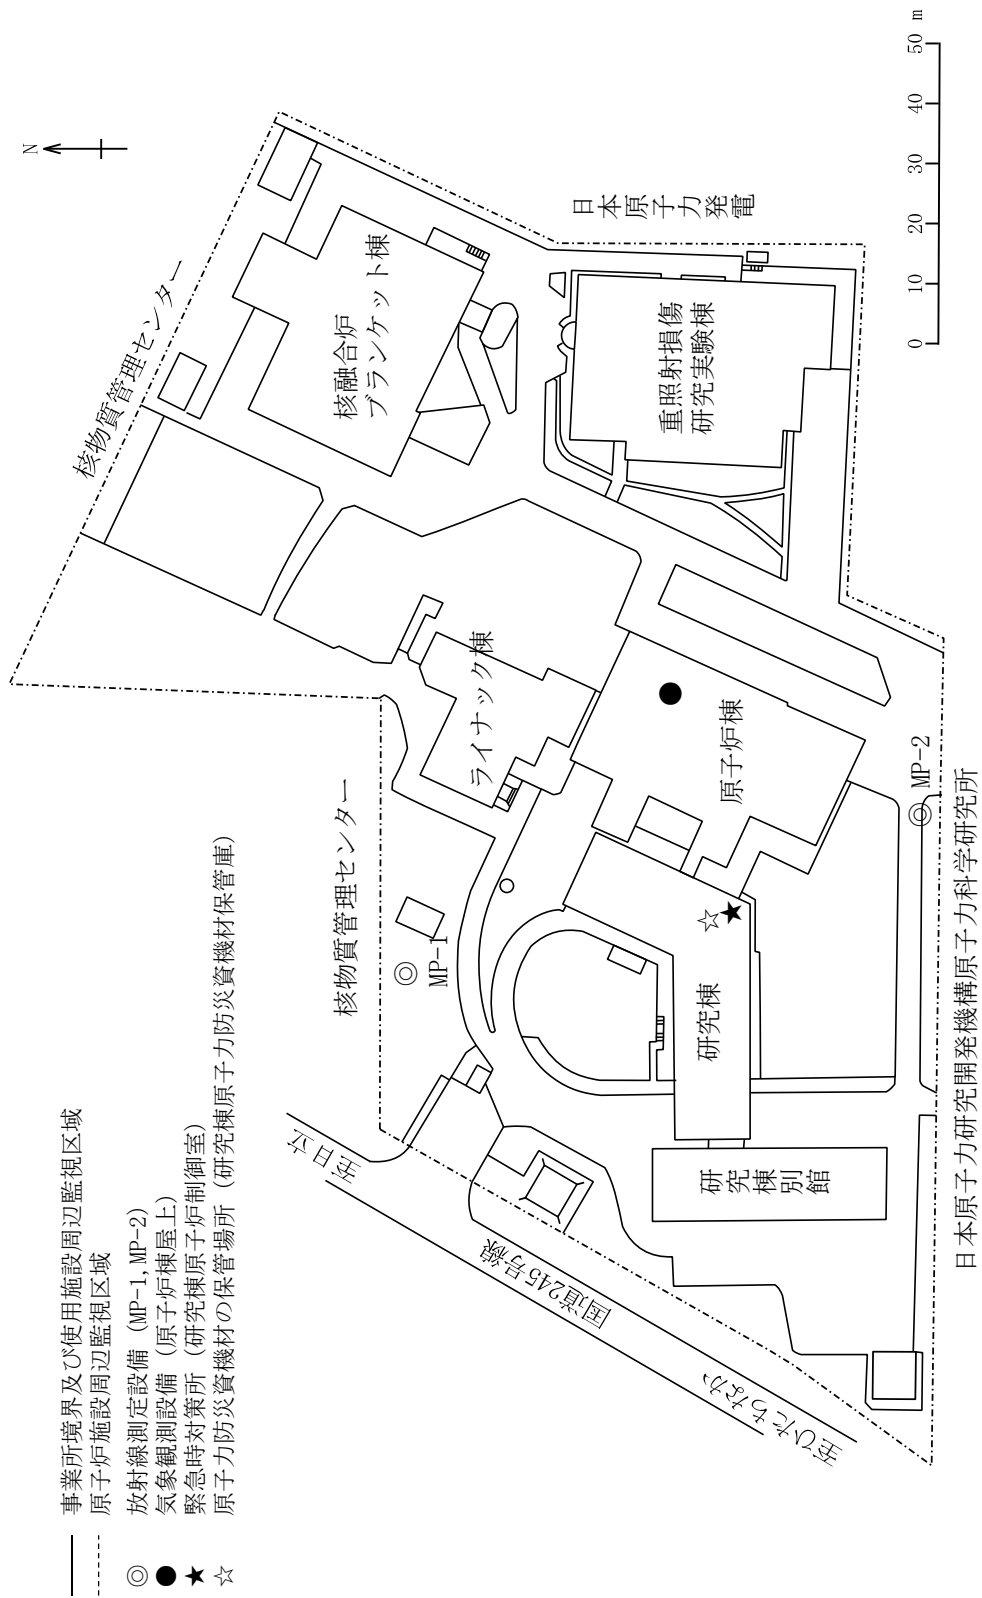 事業所境界及び使用施設周辺監視区域
原子炉施設周辺監視区域
◎ 放射線測定設備（MP-1,MP-2）
● 気象観測設備（原子炉棟屋上）
★ 緊急時対策所（研究棟原子炉制御室）
☆ 原子力防災資機材の保管場所（研究棟原子力防災資機材保管庫）
N
核物質管理センター
核物質管理センター
日本原子力発電
核融合炉
ブランケット棟
重照射損傷
研究実験棟
ライナック棟
原子炉棟
研究棟
研究棟別館
◎
MP-1
◎ MP-2
●
☆
★
至日立
国道245号線
至ひたちなか
日本原子力研究開発機構原子力科学研究所
0 10 20 30 40 50 m